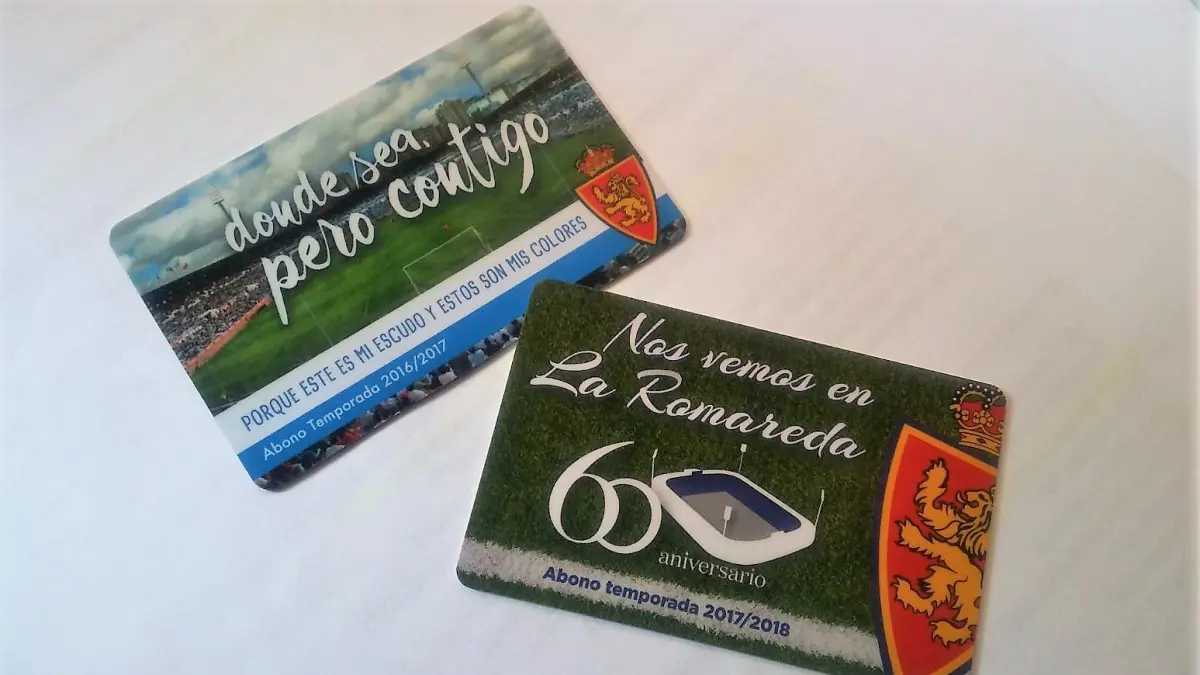 donde sea,
pero contigo
PORQUE ESTE ES MI ESCUDO Y ESTOS SON MIS COLORES
Abono Temporada 2016/2017
Nos vemos en
La Romareda
60
aniversario
Abono temporada 2017/2018